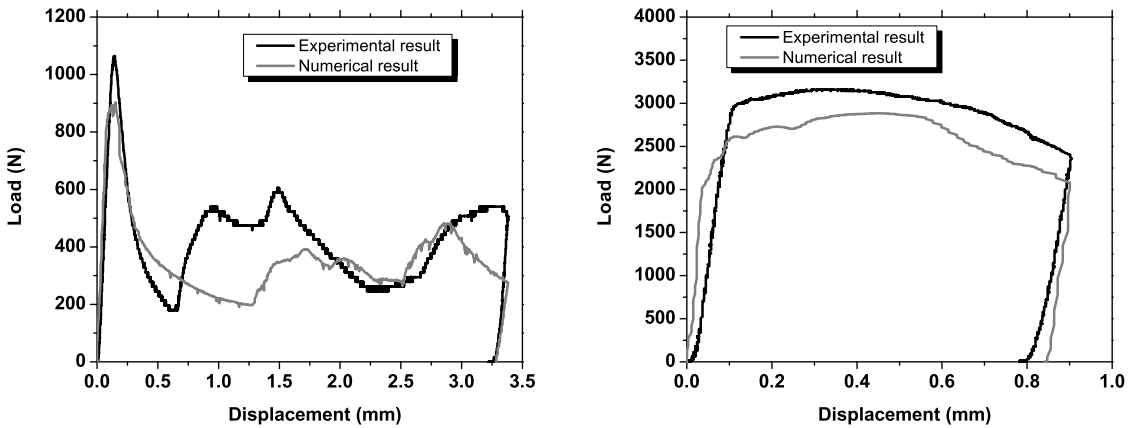 1200
1000
800
600
400
200
0
Load (N)
Experimental result
Numerical result
0.0 0.5 1.0 1.5 2.0 2.5 3.0 3.5
Displacement (mm)
4000
3500
3000
2500
2000
1500
1000
500
0
Load (N)
Experimental result
Numerical result
0.0 0.2 0.4 0.6 0.8 1.0
Displacement (mm)